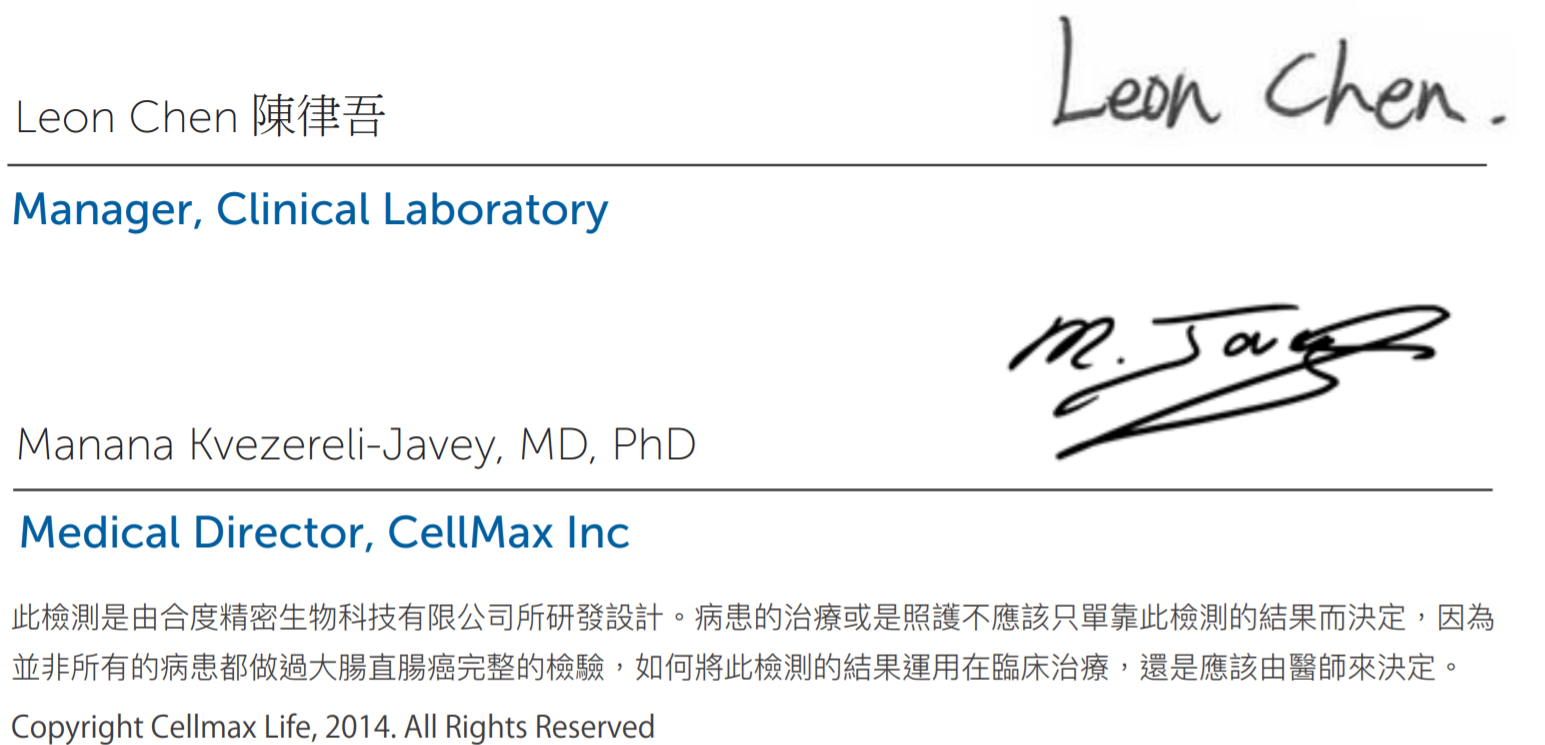 Leon Chen 陳律吾
Leon Chen.
Manager, Clinical Laboratory
M. Javey
Manana Kvezereli-Javey, MD, PhD
Medical Director, CellMax Inc
此檢測是由合度精密生物科技有限公司所研發設計。病患的治療或是照護不應該只單靠此檢測的結果而決定，因為
並非所有的病患都做過大腸直腸癌完整的檢驗，如何將此檢測的結果運用在臨床治療，還是應該由醫師來決定。
Copyright Cellmax Life, 2014. All Rights Reserved